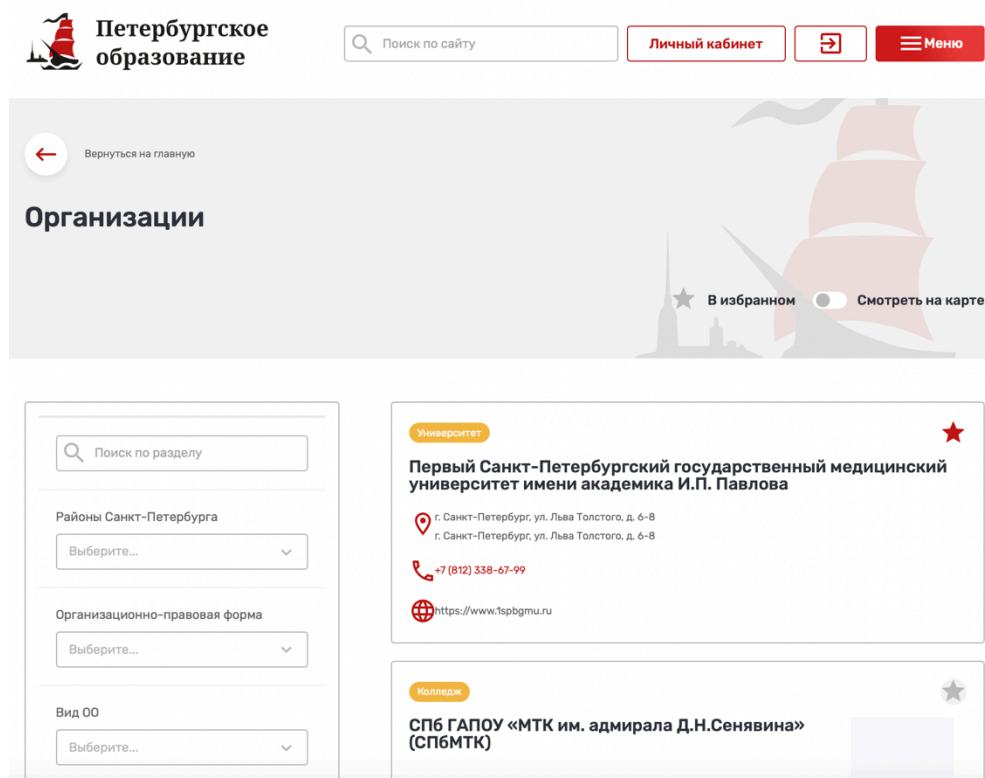 Петербургское
образование
Поиск по сайту
Личный кабинет
Меню
Вернуться на главную
Организации
В избранном
Смотреть на карте
Поиск по разделу
Районы Санкт-Петербурга
Выберите...
Организационно-правовая форма
Выберите...
Вид ОО
Выберите...
Университет
Первый Санкт-Петербургский государственный медицинский
университет имени академика И.П. Павлова
г. Санкт-Петербург, ул. Льва Толстого, д. 6-8
г. Санкт-Петербург, ул. Льва Толстого, д. 6-8
+7 (812) 338-67-99
https://www.1spbgmu.ru
Колледж
СПб ГАПОУ «МТК им. адмирала Д.Н.Сенявина»
(СПбМТК)